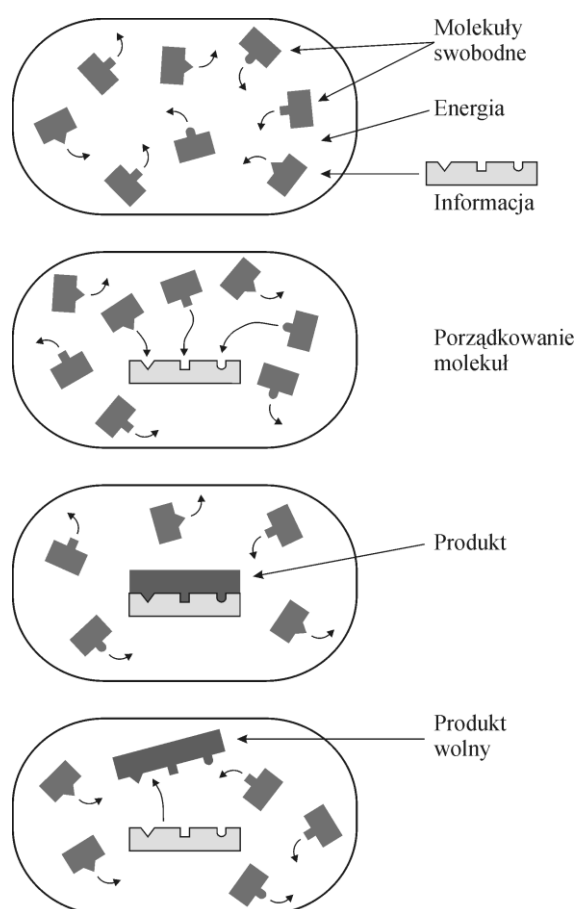 Molekuły
swobodne
Energia
Informacja
Porządkowanie
molekuł
Produkt
Produkt
wolny